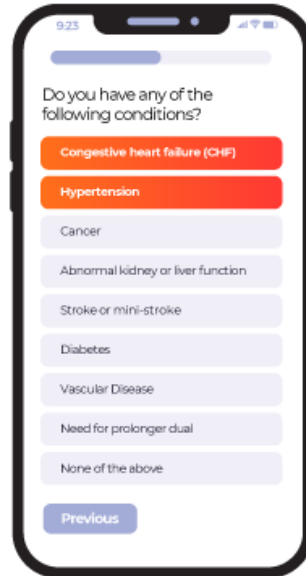 9:23
Do you have any of the
following conditions?
Congestive heart failure (CHF)
Hypertension
Cancer
Abnormal kidney or liver function
Stroke or mini-stroke
Diabetes
Vascular Disease
Need for prolonger dual
None of the above
Previous